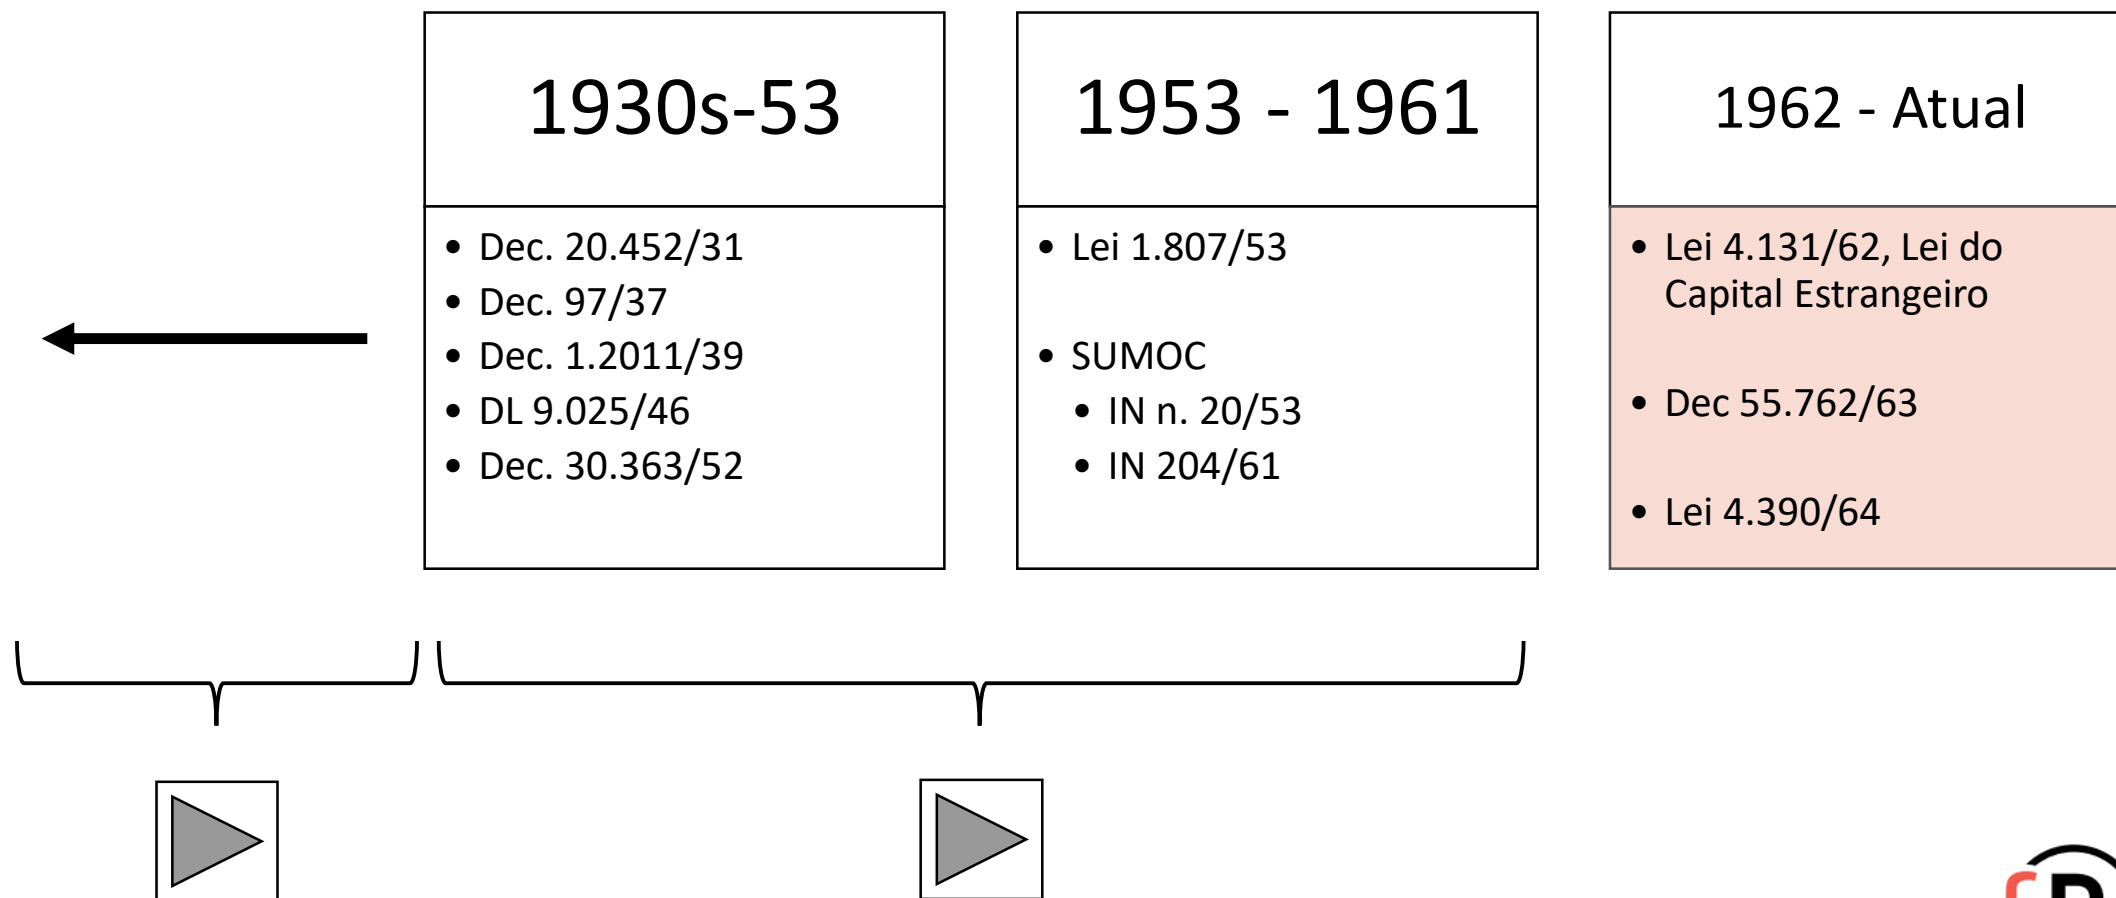 1930s-53
• Dec. 20.452/31
• Dec. 97/37
• Dec. 1.2011/39
• DL 9.025/46
• Dec. 30.363/52
1953 - 1961
• Lei 1.807/53
• SUMOC
• IN n. 20/53
• IN 204/61
1962 - Atual
• Lei 4.131/62, Lei do
Capital Estrangeiro
• Dec 55.762/63
• Lei 4.390/64